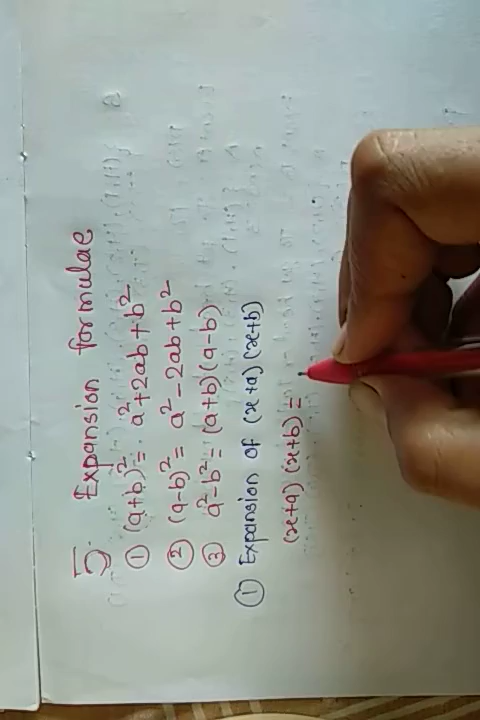 5. Expansion formulae
① (a+b)² = a²+2ab+b²
② (a-b)² = a²-2ab+b²
③ a²-b² = (a+b)(a-b)
① Expansion of (x+a)(x+b)
(x+a)(x+b) =